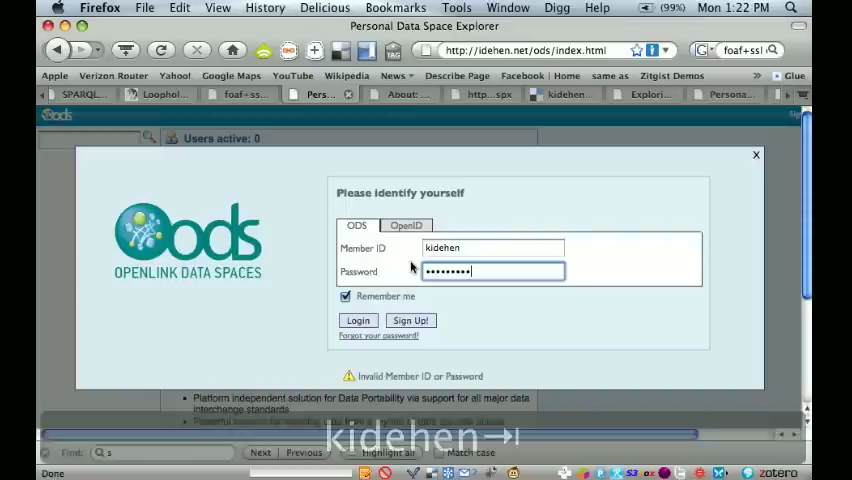 Firefox File Edit View History Delicious Bookmarks Tools Window Digg Help (99%) Mon 1:22 PM
Personal Data Space Explorer
http://idehen.net/ods/index.html foaf+ssl
Apple Verizon Router Yahoo! Google Maps YouTube Wikipedia News Describe Page Facebook | Home same as Zitgist Demos » Glue
SPARQL... Loophol... foaf+ss... Pers... About: ... http...spx kidehen... Explori... Persona...
ods
Users active: 0
X
Please identify yourself
ODS OpenID
Member ID kidehen
Password •••••••••
Remember me
Login Sign Up!
Forgot your password?
ods
OPENLINK DATA SPACES
Invalid Member ID or Password
Platform independent solution for Data Portability via support for all major data
interchange standards
kidehen⇥
Find: s Next Previous Highlight all Match case
Done S3 zotero